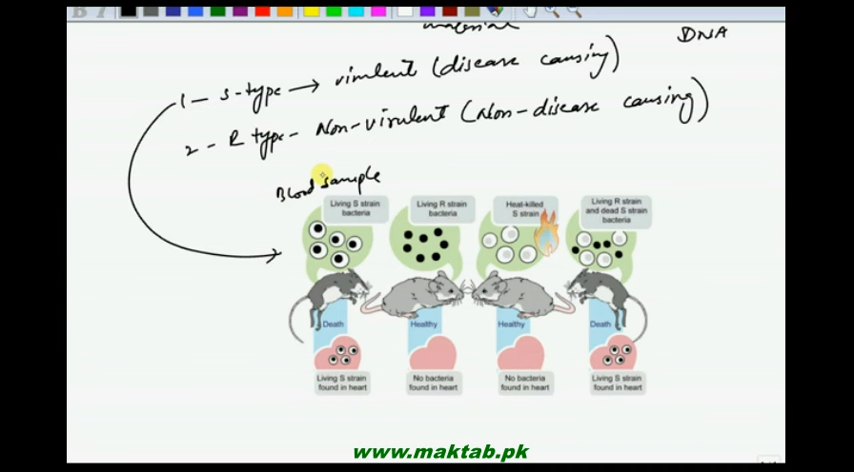 material
DNA
1 - S-type → virulent (disease causing)
2 - R type - Non-virulent (Non-disease causing)
Blood sample
Living S strain bacteria
Living R strain bacteria
Heat-killed S strain
Living R strain and dead S strain bacteria
Death
Healthy
Healthy
Death
Living S strain found in heart
No bacteria found in heart
No bacteria found in heart
Living S strain found in heart
www.maktab.pk